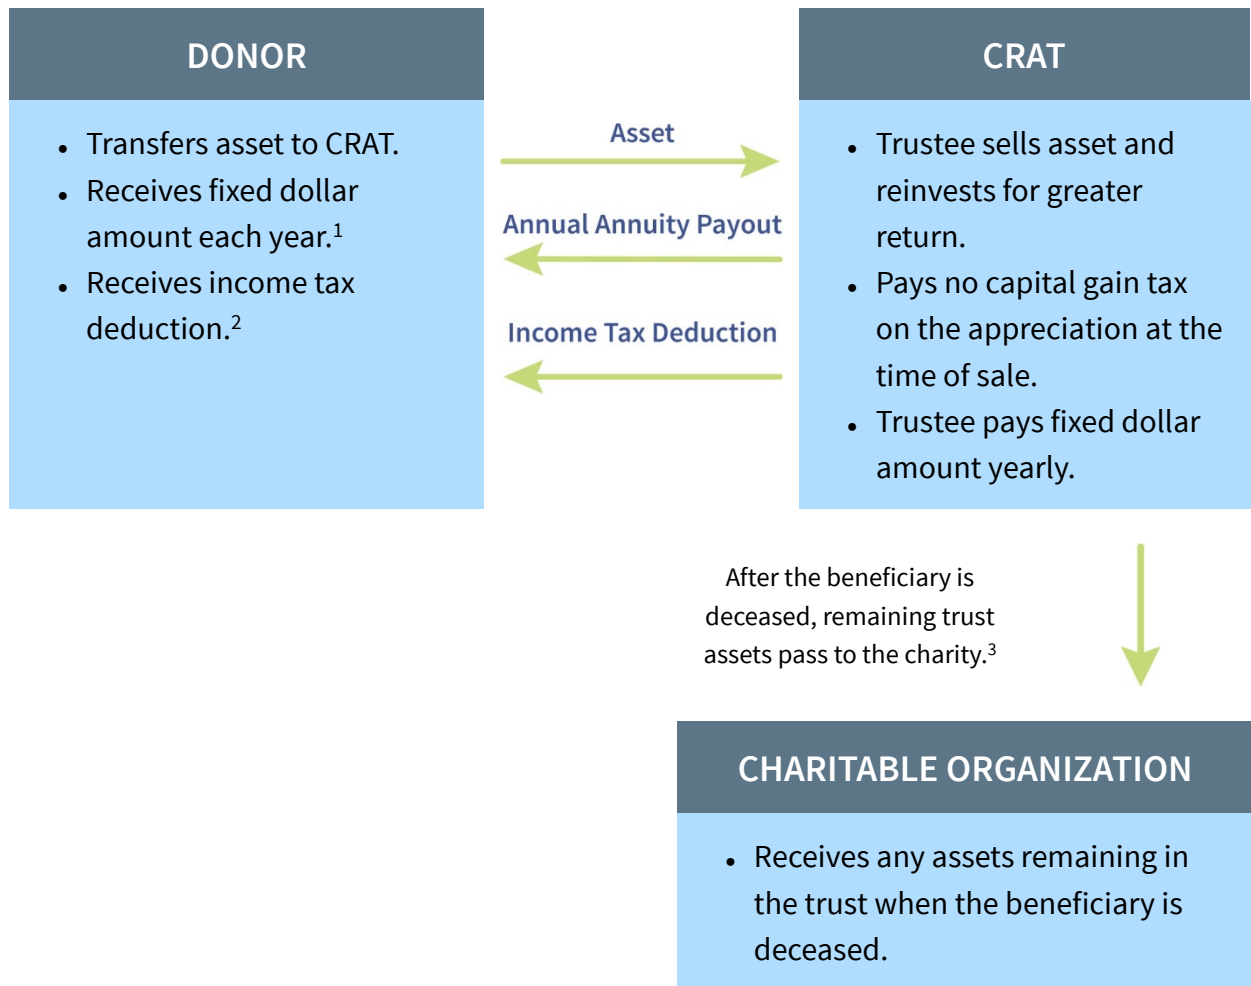 DONOR
• Transfers asset to CRAT.
• Receives fixed dollar
amount each year.¹
• Receives income tax
deduction.²
Asset
Annual Annuity Payout
Income Tax Deduction
CRAT
• Trustee sells asset and
reinvests for greater
return.
• Pays no capital gain tax
on the appreciation at the
time of sale.
• Trustee pays fixed dollar
amount yearly.
After the beneficiary is
deceased, remaining trust
assets pass to the charity.³
CHARITABLE ORGANIZATION
• Receives any assets remaining in
the trust when the beneficiary is
deceased.